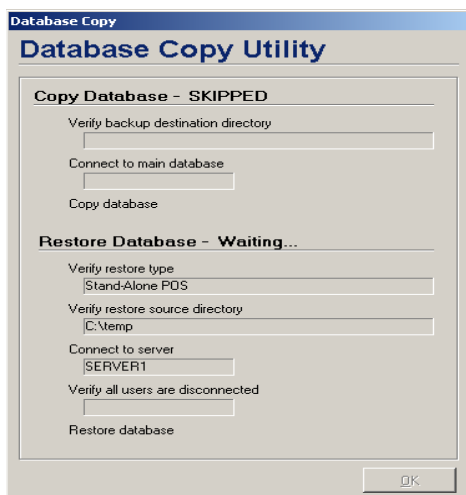 Database Copy
Database Copy Utility
Copy Database - SKIPPED
Verify backup destination directory
Connect to main database
Copy database
Restore Database - Waiting...
Verify restore type
Stand-Alone POS
Verify restore source directory
C:\temp
Connect to server
SERVER1
Verify all users are disconnected
Restore database
OK